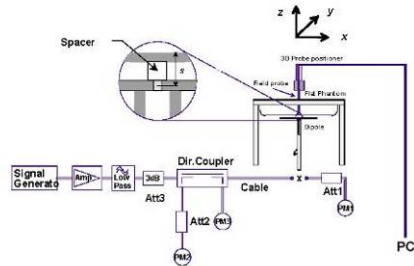 z
y
x
Spacer
s
3D Probe positioner
Field probe
Flat Phantom
Dipole
Signal
Generato
Amp
Low
Pass
3dB
Att3
Dir.Coupler
Cable
x
Att1
PM1
Att2
PM3
PM2
PC